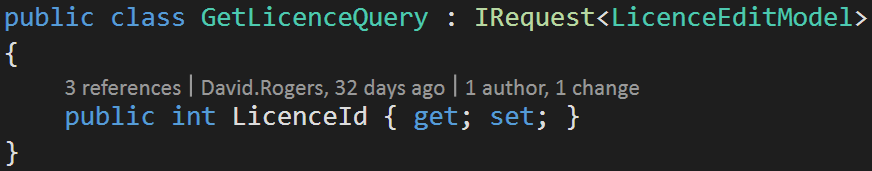 public class GetLicenceQuery : IRequest<LicenceEditModel>
{
3 references | David.Rogers, 32 days ago | 1 author, 1 change
public int LicenceId { get; set; }
}